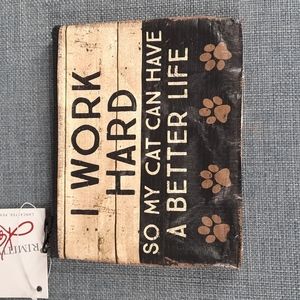 I WORK
HARD
SO MY CAT CAN HAVE
A BETTER LIFE